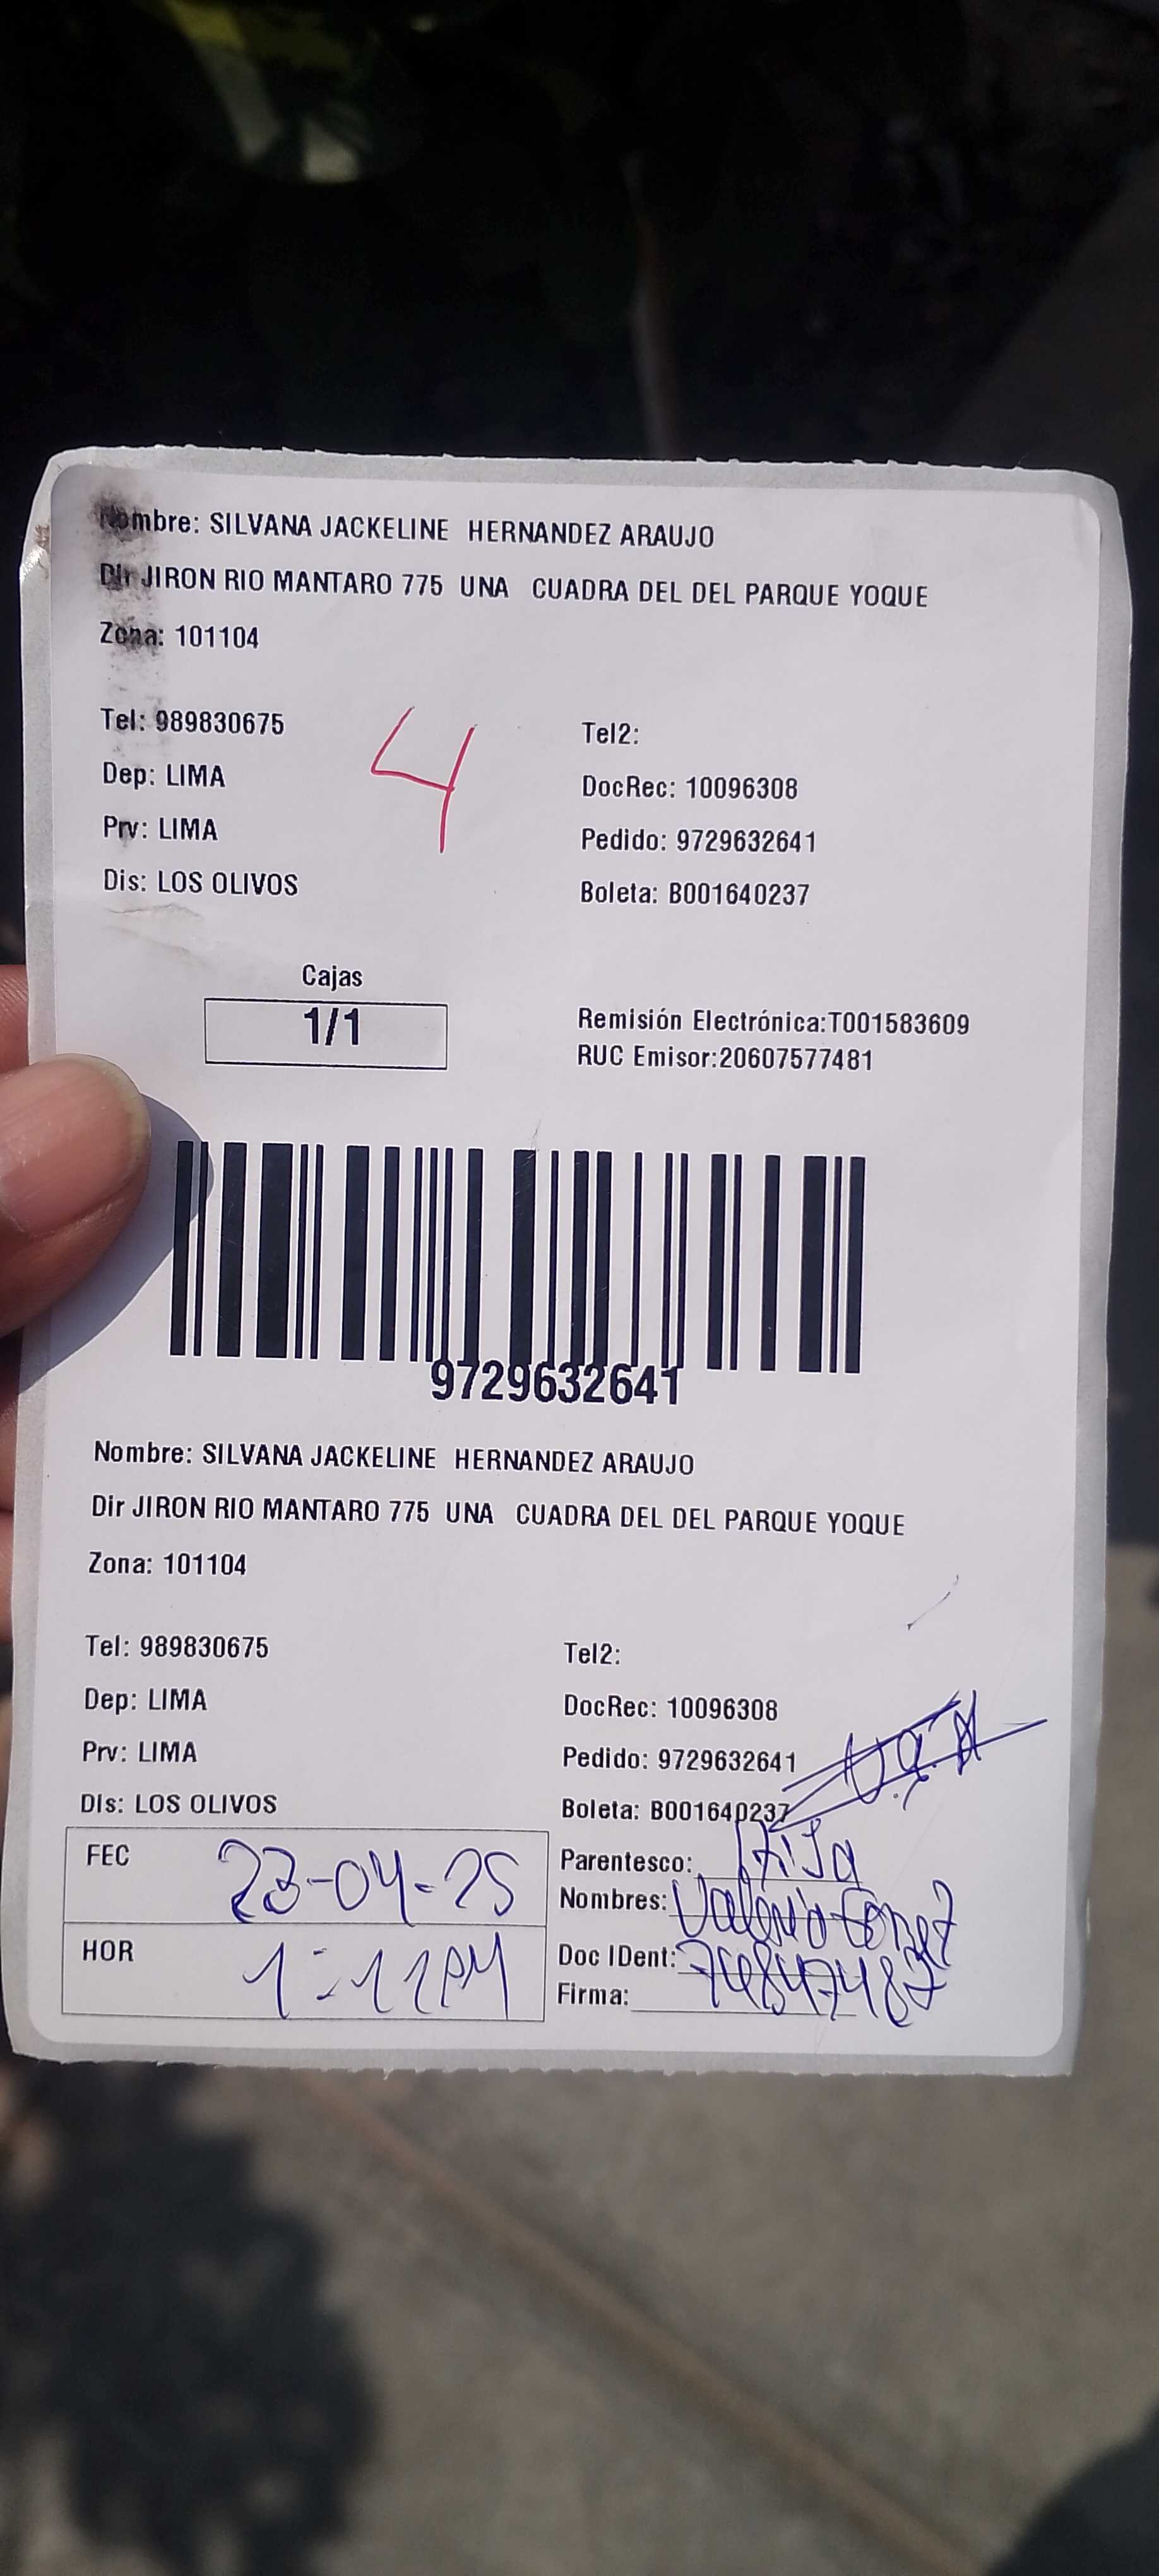 Nombre: SILVANA JACKELINE HERNANDEZ ARAUJO
Dir JIRON RIO MANTARO 775 UNA CUADRA DEL DEL PARQUE YOQUE
Zona: 101104
4
Tel: 989830675 Tel2:
Dep: LIMA DocRec: 10096308
Prv: LIMA Pedido: 9729632641
Dis: LOS OLIVOS Boleta: B001640237
Cajas
1/1
Remisión Electrónica:T001583609
RUC Emisor:20607577481
9729632641
Nombre: SILVANA JACKELINE HERNANDEZ ARAUJO
Dir JIRON RIO MANTARO 775 UNA CUADRA DEL DEL PARQUE YOQUE
Zona: 101104
Tel: 989830675 Tel2:
Dep: LIMA DocRec: 10096308
Prv: LIMA Pedido: 9729632641
Dis: LOS OLIVOS Boleta: B001640237
FEC 23-04-25 Parentesco: HiJa
Nombres: Valeria
HOR 1:11PM Doc IDent: 74847487
Firma: